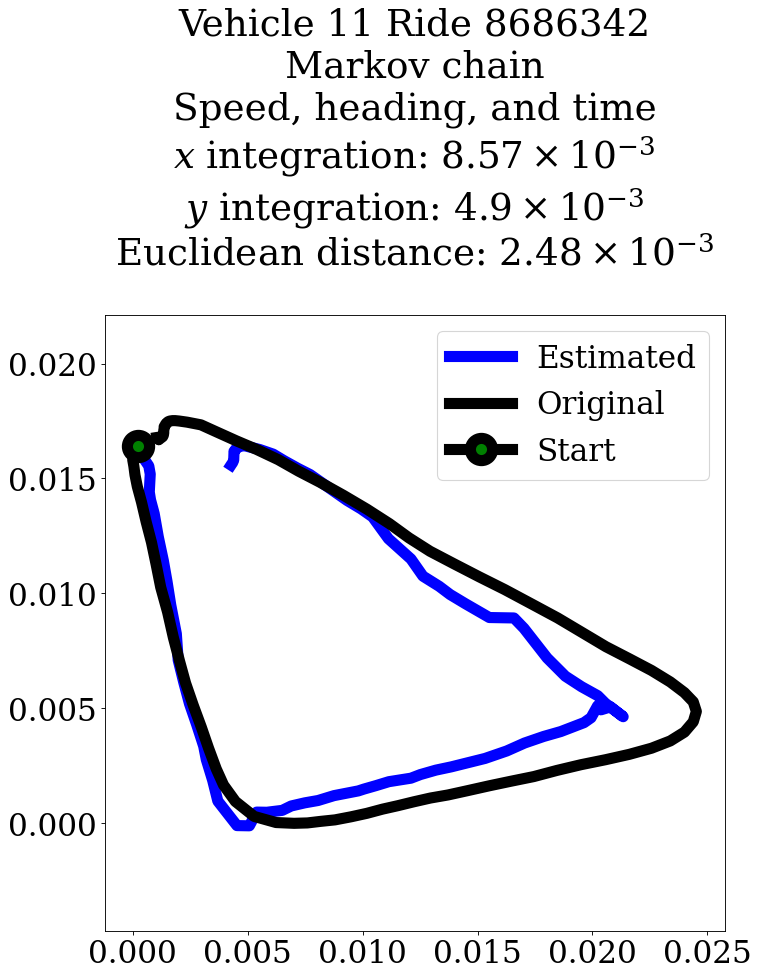 Vehicle 11 Ride 8686342
Markov chain
Speed, heading, and time
x integration: 8.57 × 10⁻³
y integration: 4.9 × 10⁻³
Euclidean distance: 2.48 × 10⁻³
Estimated
Original
Start
0.020
0.015
0.010
0.005
0.000
0.000 0.005 0.010 0.015 0.020 0.025